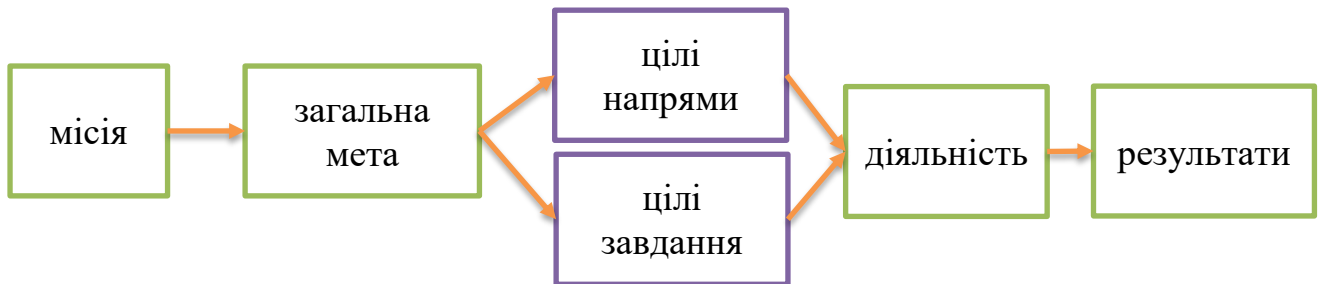 місія
загальна
мета
цілі
напрями
цілі
завдання
діяльність
результати